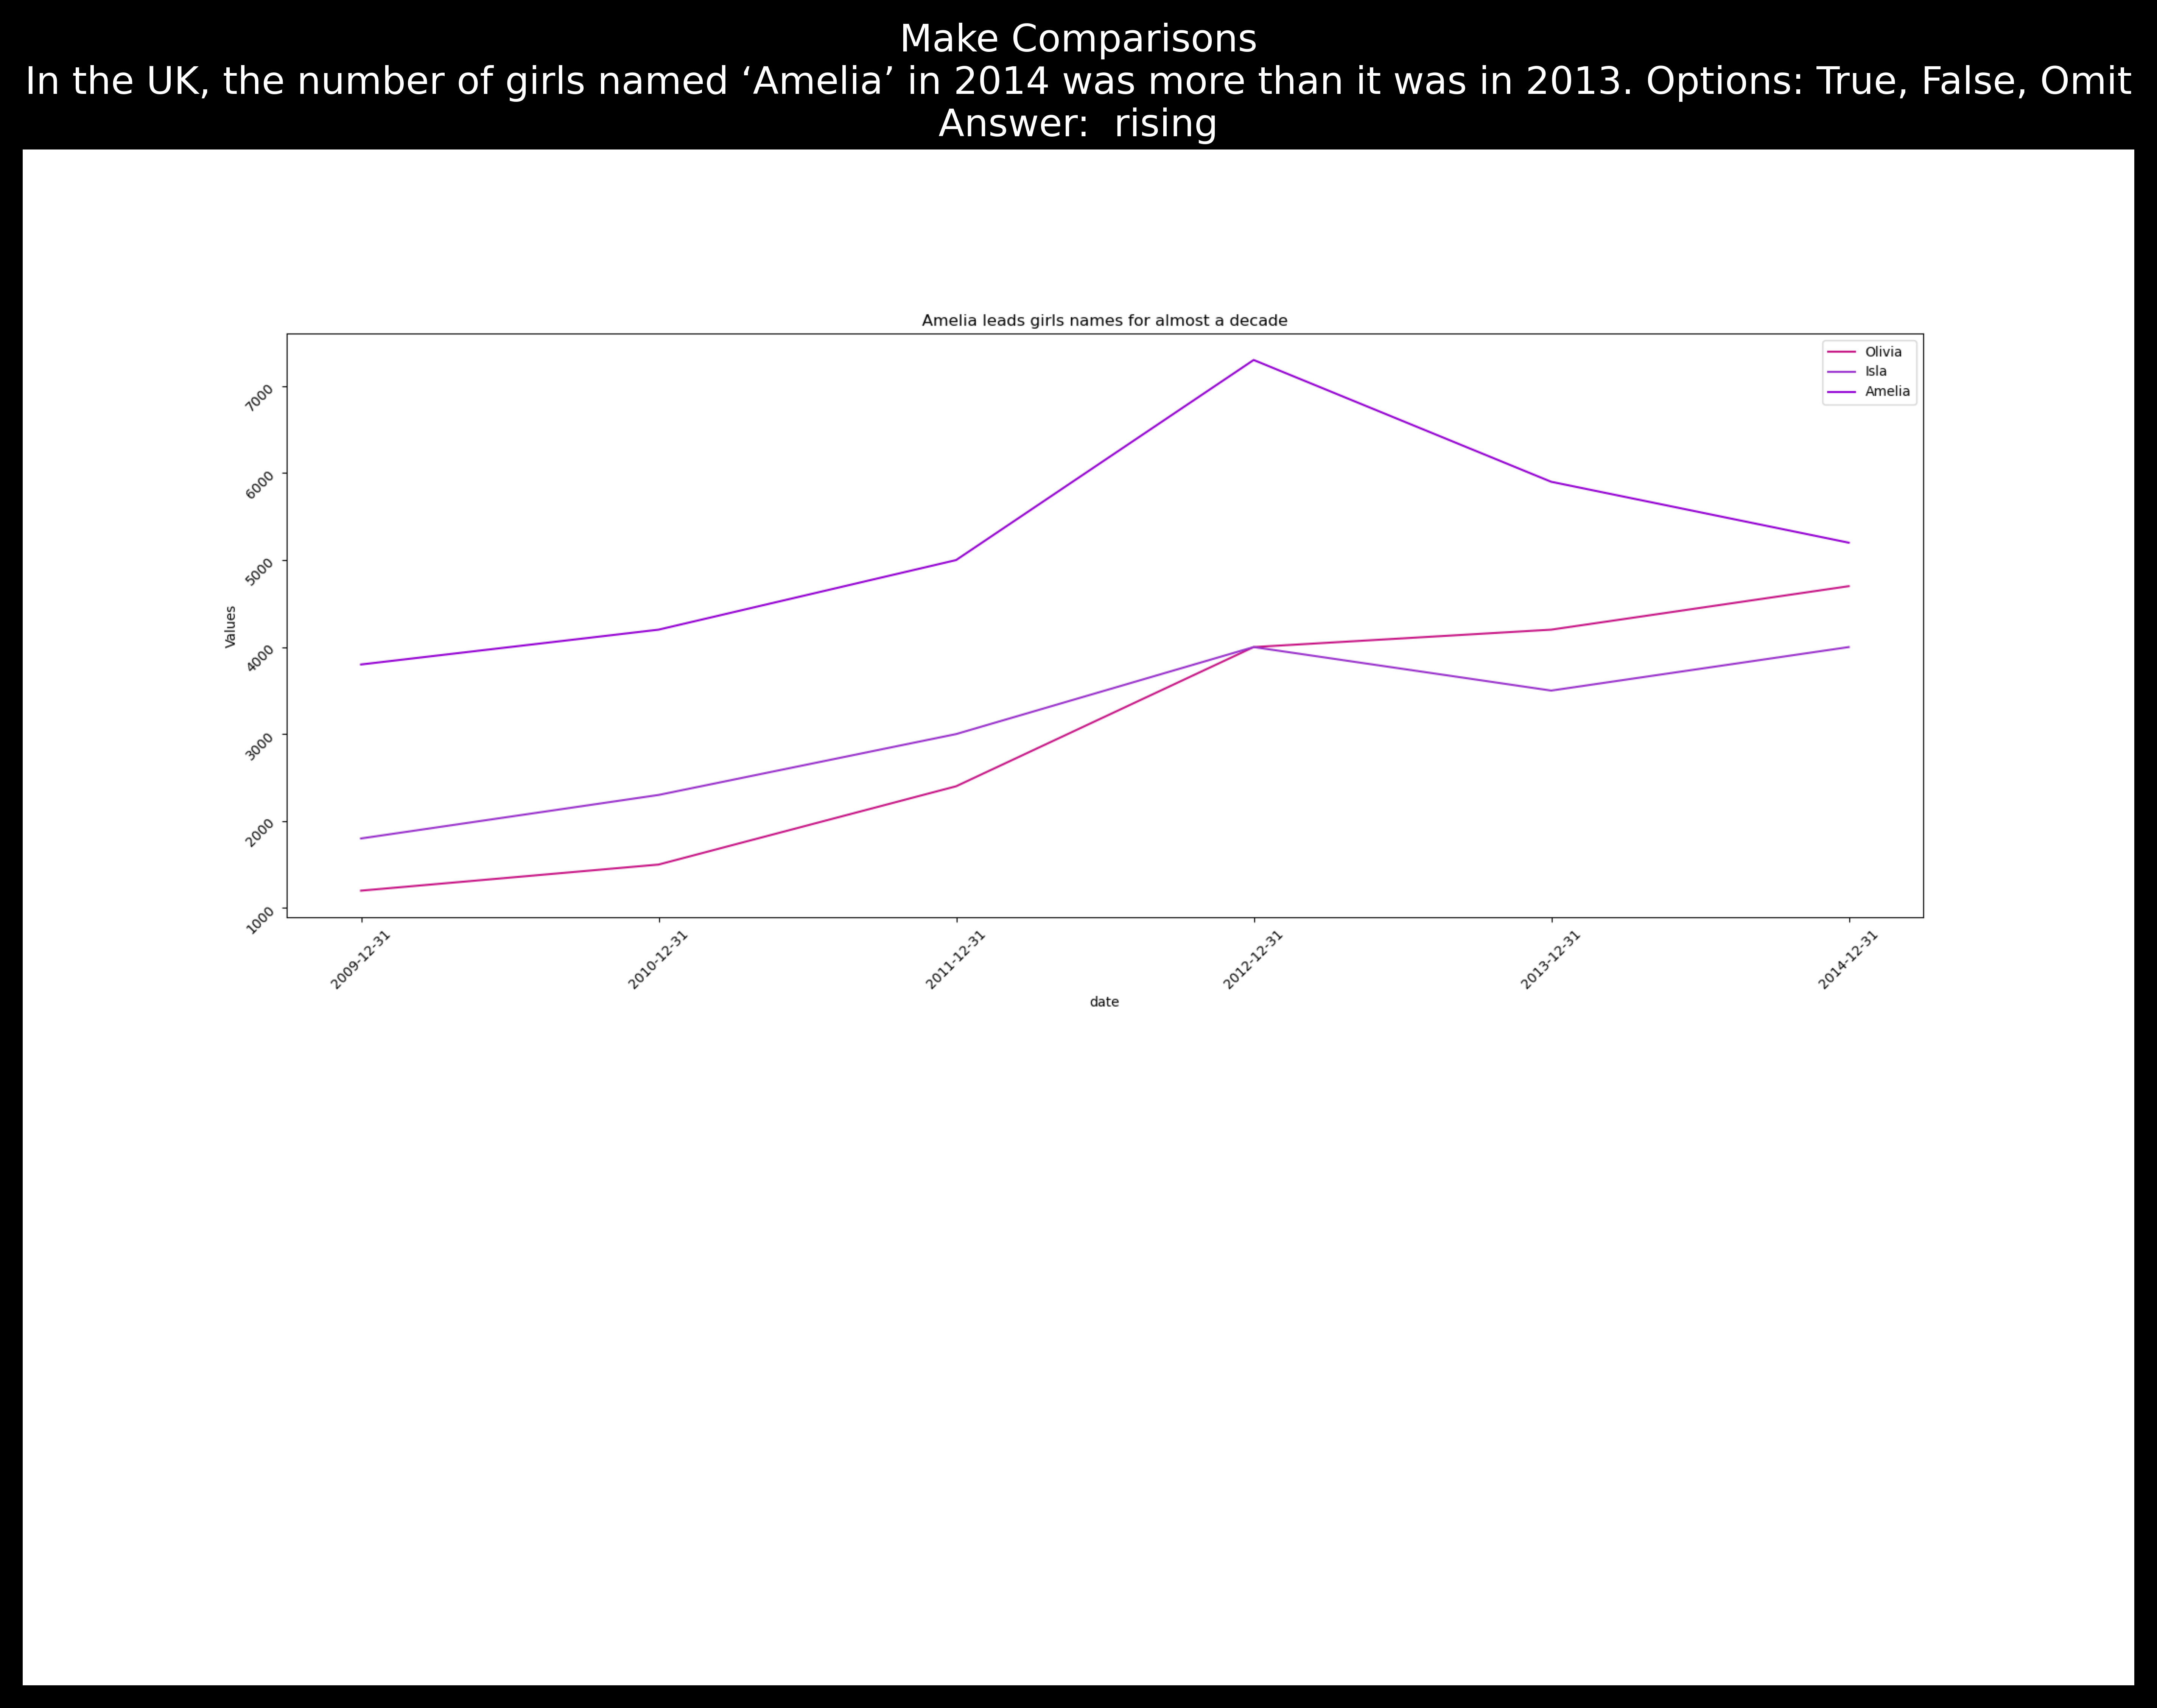 Make Comparisons
In the UK, the number of girls named ‘Amelia’ in 2014 was more than it was in 2013. Options: True, False, Omit
Answer:  rising
Amelia leads girls names for almost a decade
Olivia
Isla
Amelia
7000
6000
5000
4000
3000
2000
1000
Values
2009-12-31
2010-12-31
2011-12-31
2012-12-31
2013-12-31
2014-12-31
date